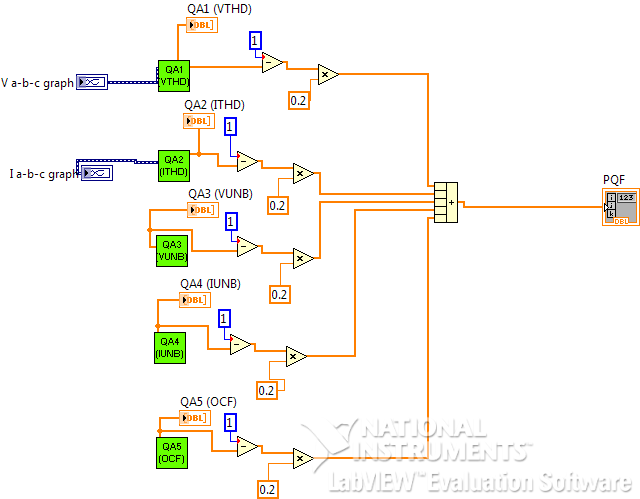 QA1 (VTHD)
DBL]
1
-
QA1
(VTHD)
V a-b-c graph
×
0.2
QA2 (ITHD)
DBL]
1
-
QA2
(ITHD)
I a-b-c graph
×
0.2
QA3 (VUNB)
DBL]
1
-
QA3
(VUNB)
×
0.2
+
PQF
i
j
k
123
DBL
QA4 (IUNB)
DBL]
1
-
QA4
(IUNB)
×
0.2
QA5 (OCF)
DBL]
1
-
QA5
(OCF)
×
0.2
NATIONAL
INSTRUMENTS™
LabVIEW™ Evaluation Software